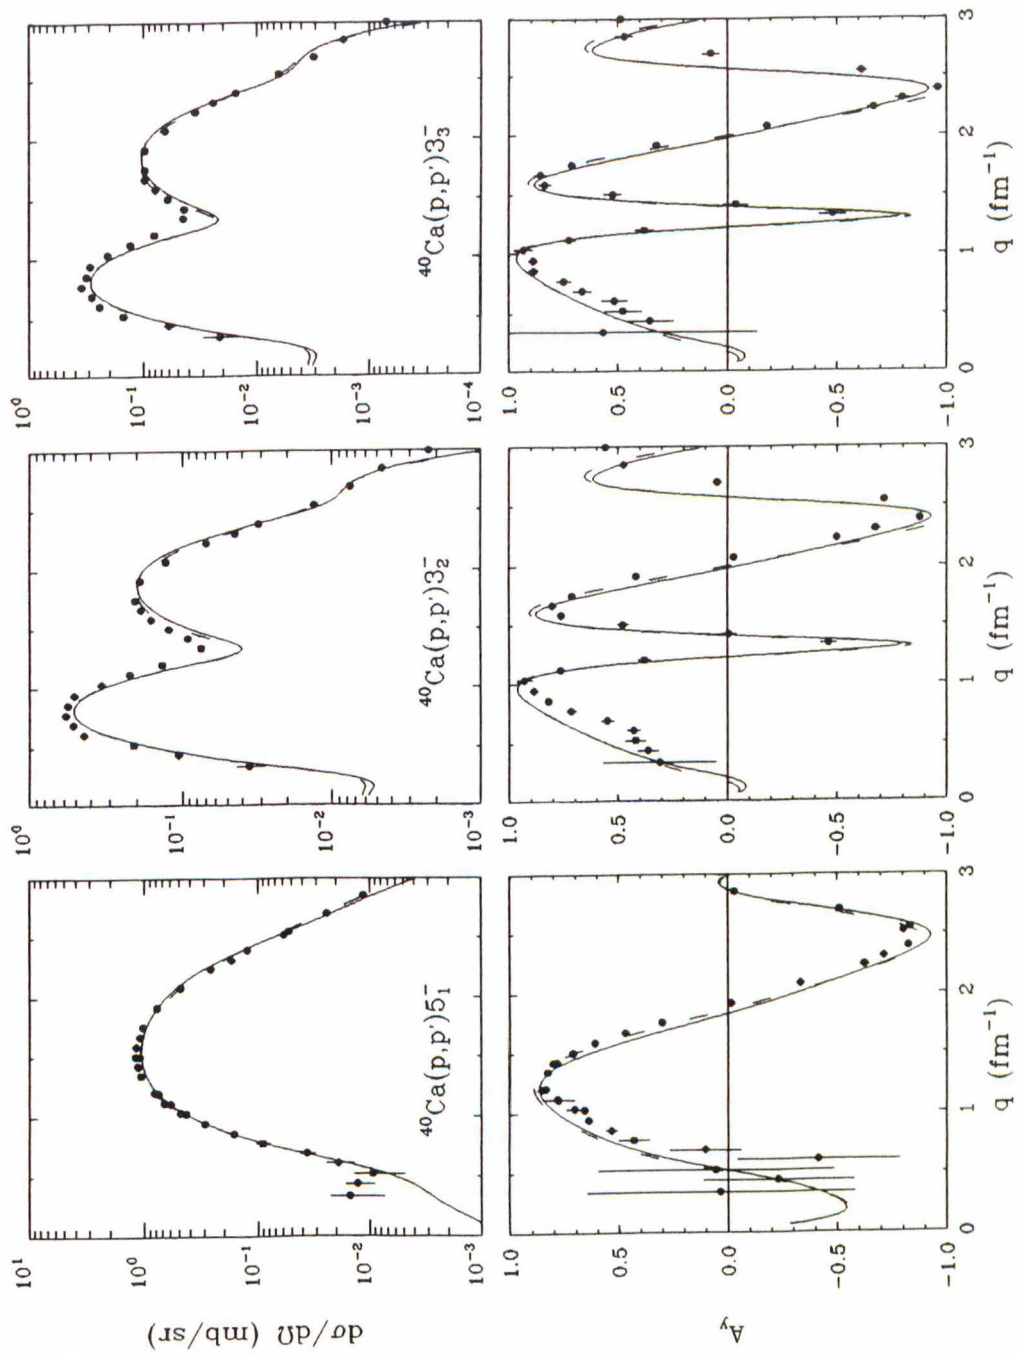 dσ/dΩ (mb/sr)
10¹
10⁰
10⁻¹
10⁻²
10⁻³
⁴⁰Ca(p,p')5₁⁻
10⁰
10⁻¹
10⁻²
10⁻³
⁴⁰Ca(p,p')3₂⁻
10⁰
10⁻¹
10⁻²
10⁻³
10⁻⁴
⁴⁰Ca(p,p')3₃⁻
A_y
1.0
0.5
0.0
-0.5
-1.0
0 1 2 3
q (fm⁻¹)
1.0
0.5
0.0
-0.5
-1.0
0 1 2 3
q (fm⁻¹)
1.0
0.5
0.0
-0.5
-1.0
0 1 2 3
q (fm⁻¹)